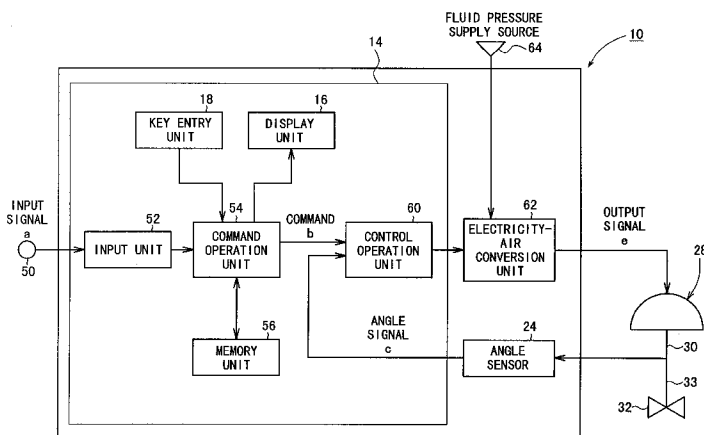 FLUID PRESSURE
SUPPLY SOURCE
64
10
14
18
KEY ENTRY
UNIT
16
DISPLAY
UNIT
INPUT
SIGNAL
a
50
52
INPUT UNIT
54
COMMAND
OPERATION
UNIT
COMMAND
b
60
CONTROL
OPERATION
UNIT
62
ELECTRICITY-
AIR
CONVERSION
UNIT
OUTPUT
SIGNAL
e
28
56
MEMORY
UNIT
ANGLE
SIGNAL
c
24
ANGLE
SENSOR
30
33
32